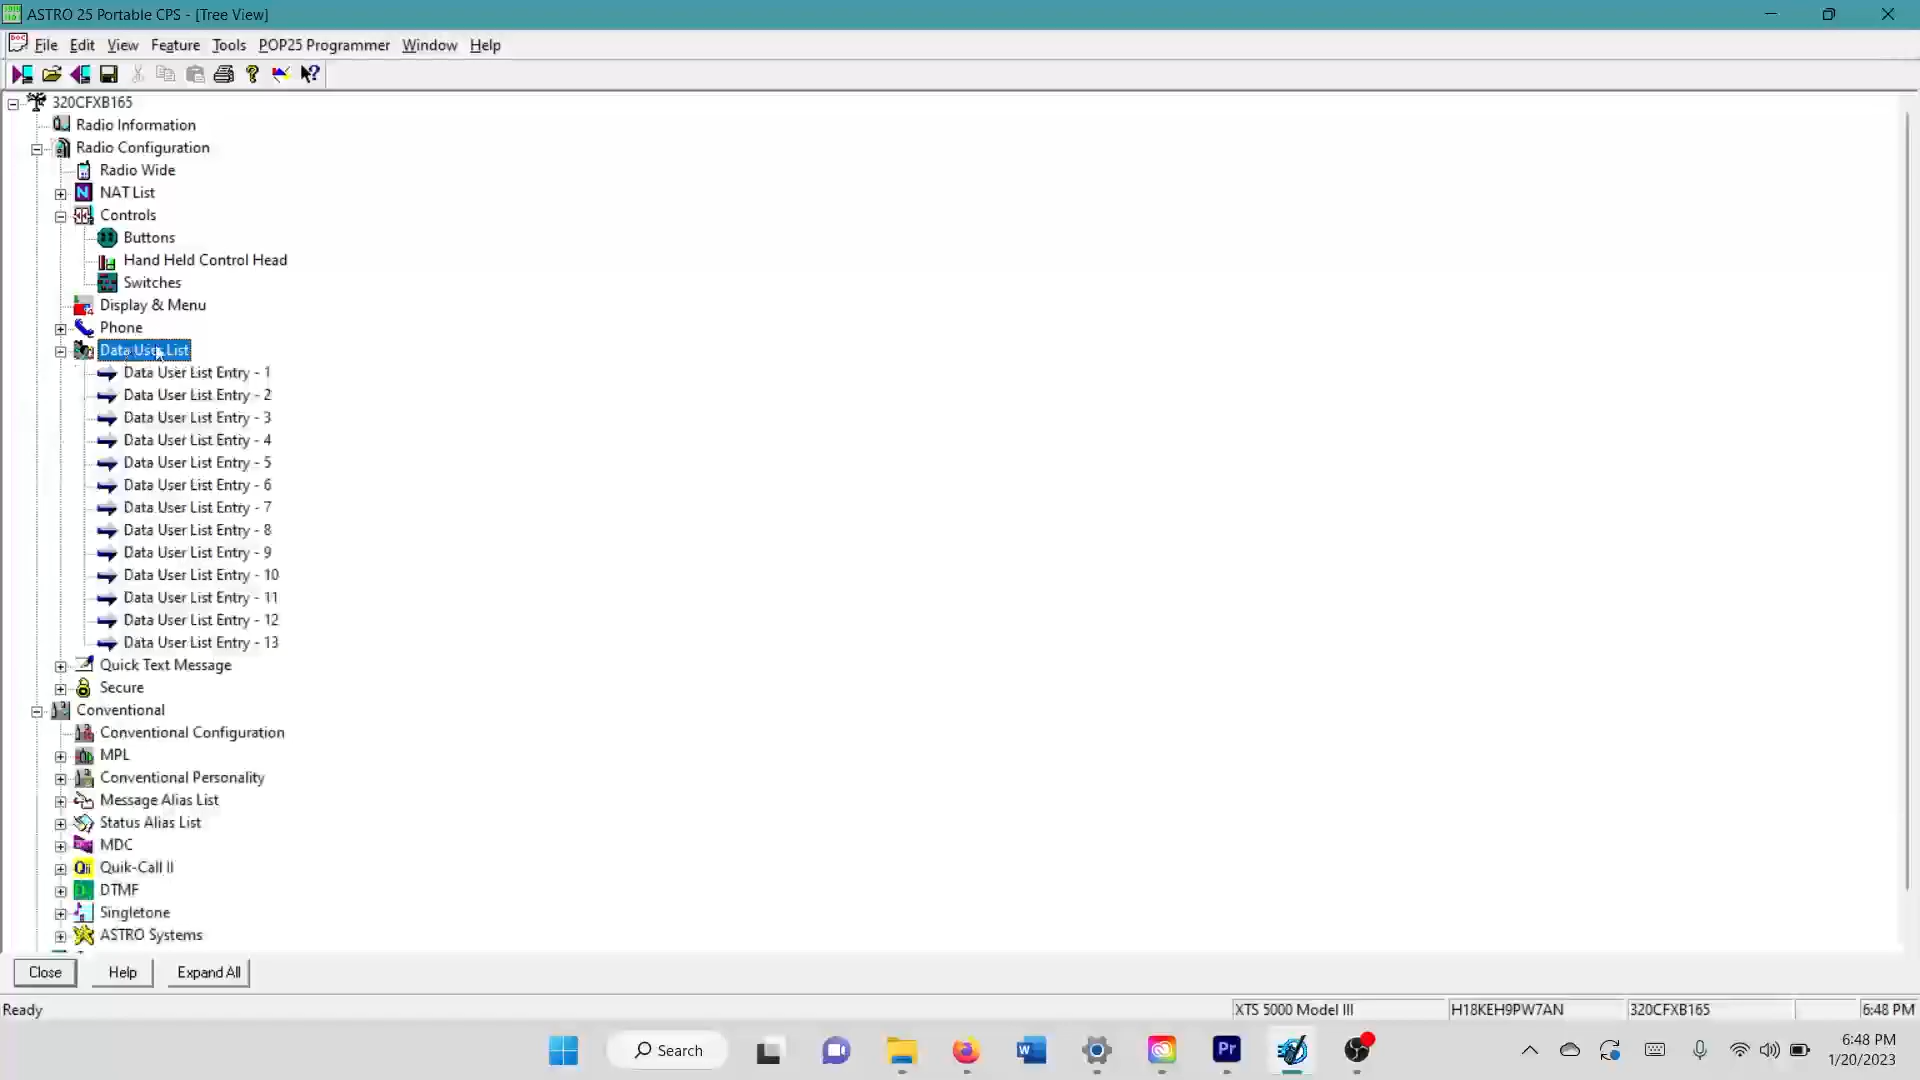 ASTRO 25 Portable CPS - [Tree View]
File Edit View Feature Tools POP25 Programmer Window Help
320CFXB165
Radio Information
Radio Configuration
Radio Wide
NAT List
Controls
Buttons
Hand Held Control Head
Switches
Display & Menu
Phone
Data User List
Data User List Entry - 1
Data User List Entry - 2
Data User List Entry - 3
Data User List Entry - 4
Data User List Entry - 5
Data User List Entry - 6
Data User List Entry - 7
Data User List Entry - 8
Data User List Entry - 9
Data User List Entry - 10
Data User List Entry - 11
Data User List Entry - 12
Data User List Entry - 13
Quick Text Message
Secure
Conventional
Conventional Configuration
MPL
Conventional Personality
Message Alias List
Status Alias List
MDC
Quik-Call II
DTMF
Singletone
ASTRO Systems
Close Help Expand All
Ready XTS 5000 Model III H18KEH9PW7AN 320CFXB165 6:48 PM
Search W Pr 6:48 PM
1/20/2023